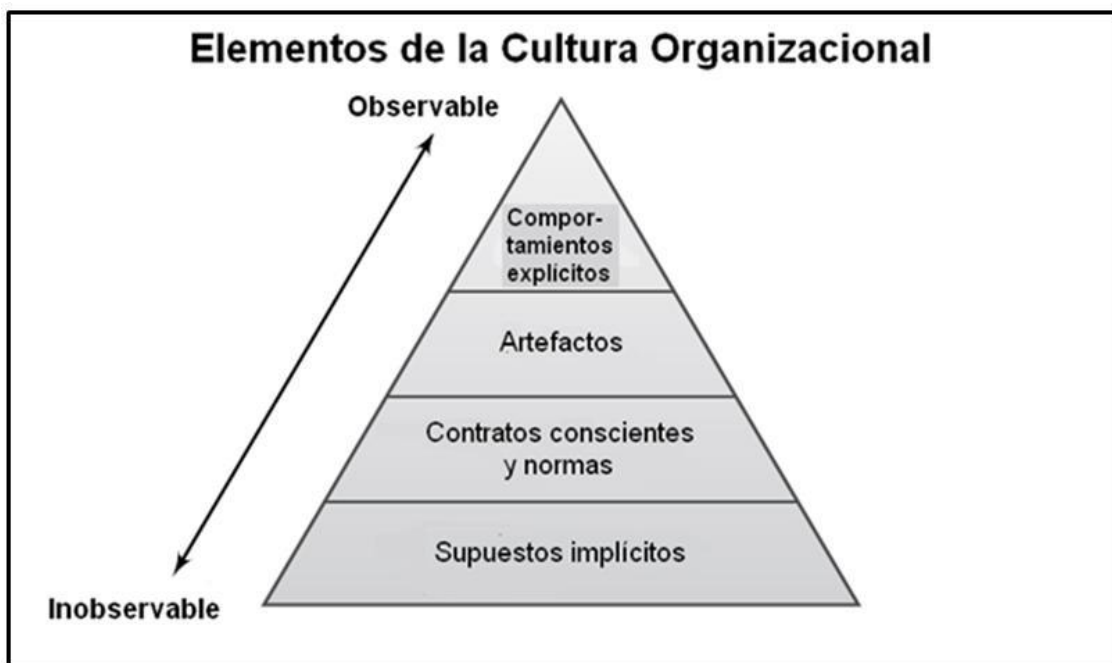 Elementos de la Cultura Organizacional
Observable
Compor-
tamientos
explícitos
Artefactos
Contratos conscientes
y normas
Supuestos implícitos
Inobservable